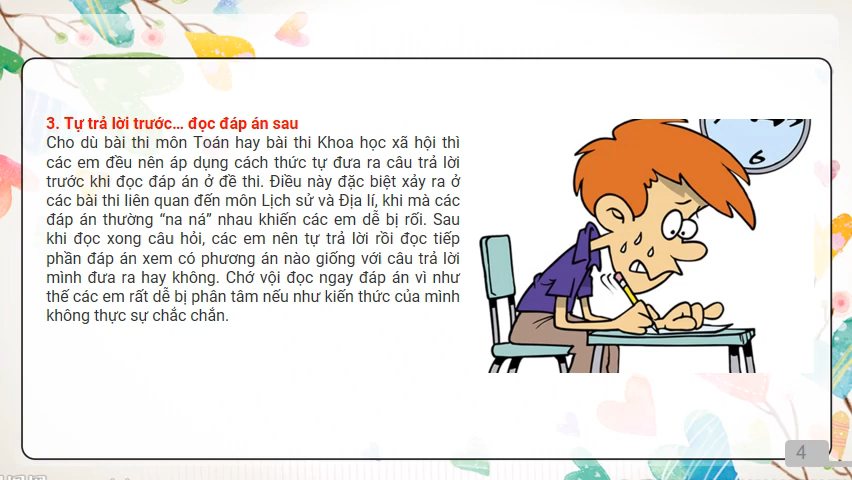 3. Tự trả lời trước... đọc đáp án sau
Cho dù bài thi môn Toán hay bài thi Khoa học xã hội thì
các em đều nên áp dụng cách thức tự đưa ra câu trả lời
trước khi đọc đáp án ở đề thi. Điều này đặc biệt xảy ra ở
các bài thi liên quan đến môn Lịch sử và Địa lí, khi mà các
đáp án thường “na ná” nhau khiến các em dễ bị rối. Sau
khi đọc xong câu hỏi, các em nên tự trả lời rồi đọc tiếp
phần đáp án xem có phương án nào giống với câu trả lời
mình đưa ra hay không. Chớ vội đọc ngay đáp án vì như
thế các em rất dễ bị phân tâm nếu như kiến thức của mình
không thực sự chắc chắn.
6
4